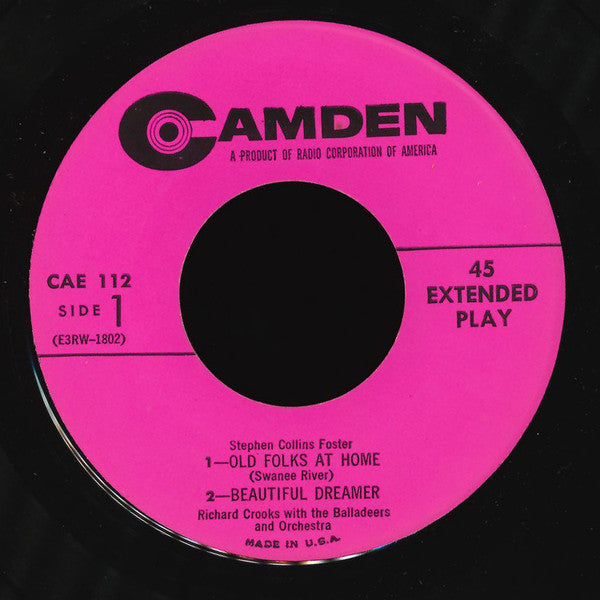 CAMDEN
A PRODUCT OF RADIO CORPORATION OF AMERICA
CAE 112
SIDE 1
(E3RW-1802)
45
EXTENDED
PLAY
Stephen Collins Foster
1—OLD FOLKS AT HOME
(Swanee River)
2—BEAUTIFUL DREAMER
Richard Crooks with the Balladeers
and Orchestra
MADE IN U.S.A.